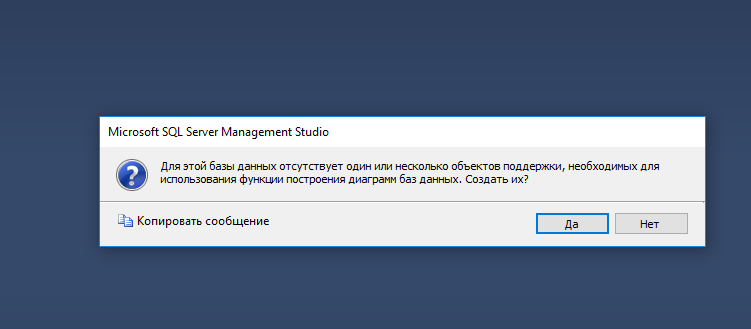 Microsoft SQL Server Management Studio
Для этой базы данных отсутствует один или несколько объектов поддержки, необходимых для
использования функции построения диаграмм баз данных. Создать их?
Копировать сообщение
Да
Нет